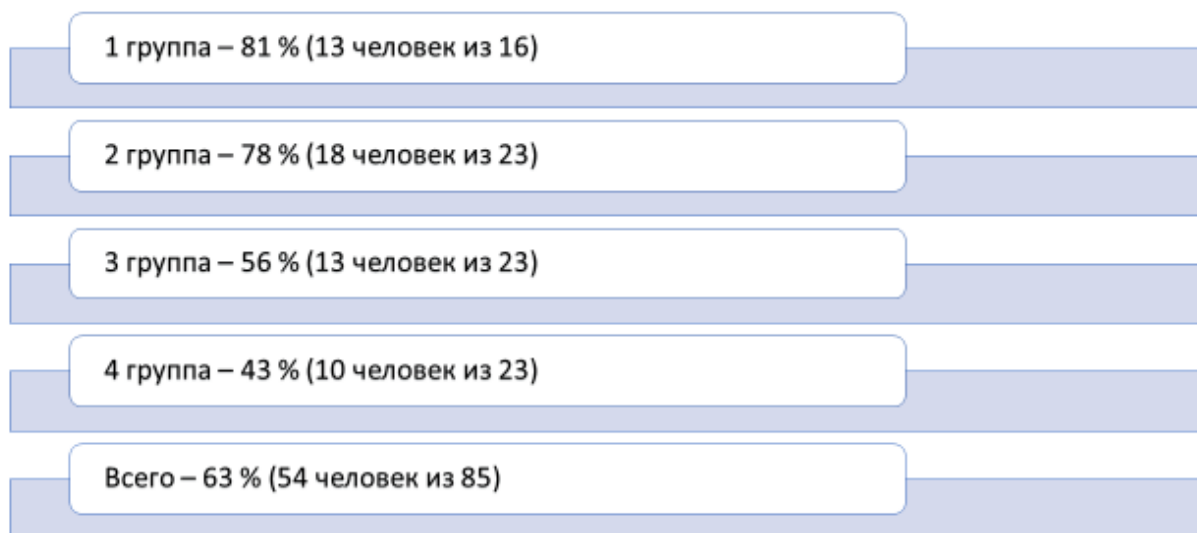 1 группа – 81 % (13 человек из 16)
2 группа – 78 % (18 человек из 23)
3 группа – 56 % (13 человек из 23)
4 группа – 43 % (10 человек из 23)
Всего – 63 % (54 человек из 85)